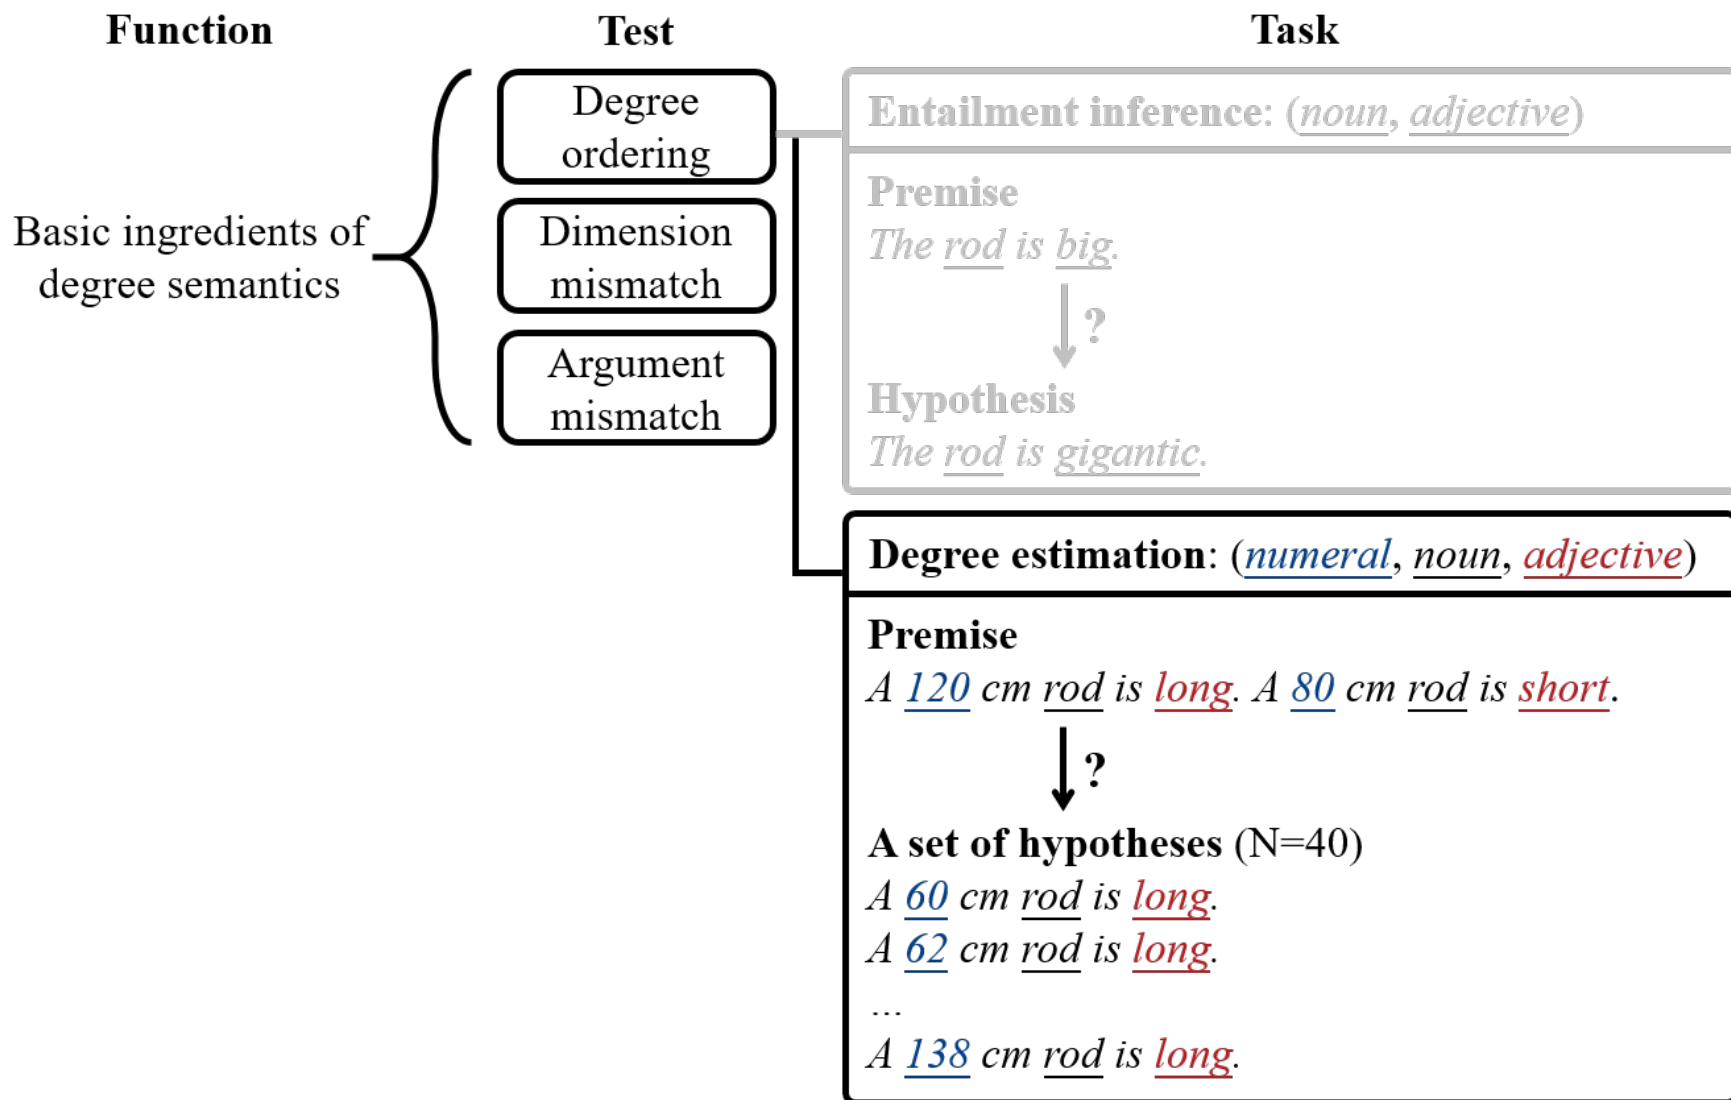 Function
Test
Task
Basic ingredients of
degree semantics
Degree
ordering
Dimension
mismatch
Argument
mismatch
Entailment inference: (noun, adjective)
Premise
The rod is big.
?
Hypothesis
The rod is gigantic.
Degree estimation: (numeral, noun, adjective)
Premise
A 120 cm rod is long. A 80 cm rod is short.
?
A set of hypotheses (N=40)
A 60 cm rod is long.
A 62 cm rod is long.
...
A 138 cm rod is long.